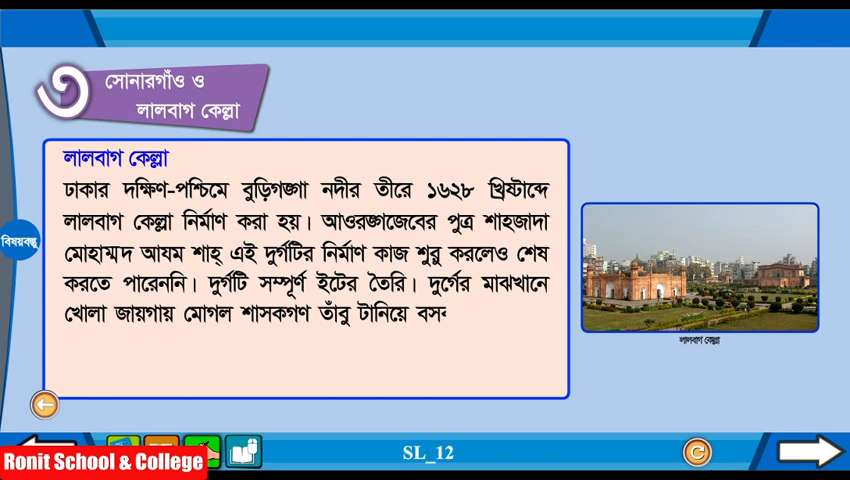 ৩
সোনারগাঁও ও
লালবাগ কেল্লা
লালবাগ কেল্লা
ঢাকার দক্ষিণ-পশ্চিমে বুড়িগঙ্গা নদীর তীরে ১৬২৮ খ্রিষ্টাব্দে
লালবাগ কেল্লা নির্মাণ করা হয়। আওরঙ্গজেবের পুত্র শাহজাদা
মোহাম্মদ আযম শাহ্ এই দুর্গটির নির্মাণ কাজ শুরু করলেও শেষ
করতে পারেননি। দুর্গটি সম্পূর্ণ ইটের তৈরি। দুর্গের মাঝখানে
খোলা জায়গায় মোগল শাসকগণ তাঁবু টানিয়ে
বিষয়বস্তু
লালবাগ কেল্লা
SL_12
Ronit School & College